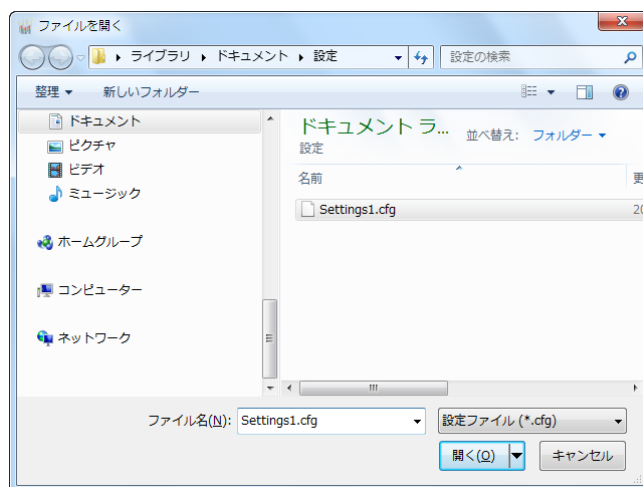 ファイルを開く
ライブラリ ドキュメント 設定
設定の検索
整理 新しいフォルダー
ドキュメント
ピクチャ
ビデオ
ミュージック
ホームグループ
コンピューター
ネットワーク
ドキュメント ラ...
設定
並べ替え: フォルダー
名前 更
Settings1.cfg 20
ファイル名(N): Settings1.cfg 設定ファイル (*.cfg)
開く(O) キャンセル